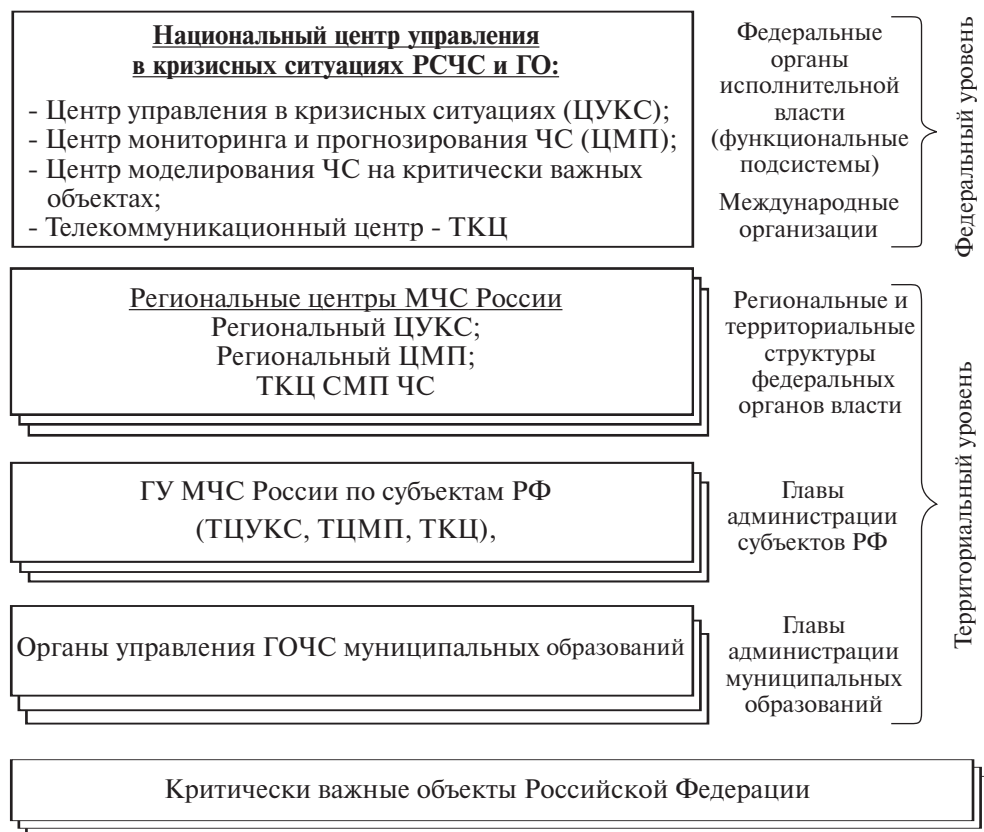 Национальный центр управления
в кризисных ситуациях РСЧС и ГО:
- Центр управления в кризисных ситуациях (ЦУКС);
- Центр мониторинга и прогнозирования ЧС (ЦМП);
- Центр моделирования ЧС на критически важных
объектах;
- Телекоммуникационный центр - ТКЦ
Федеральные
органы
исполнительной
власти
(функциональные
подсистемы)
Международные
организации
Федеральный уровень
Региональные центры МЧС России
Региональный ЦУКС;
Региональный ЦМП;
ТКЦ СМП ЧС
Региональные и
территориальные
структуры
федеральных
органов власти
ГУ МЧС России по субъектам РФ
(ТЦУКС, ТЦМП, ТКЦ),
Главы
администрации
субъектов РФ
Органы управления ГОЧС муниципальных образований
Главы
администрации
муниципальных
образований
Территориальный уровень
Критически важные объекты Российской Федерации